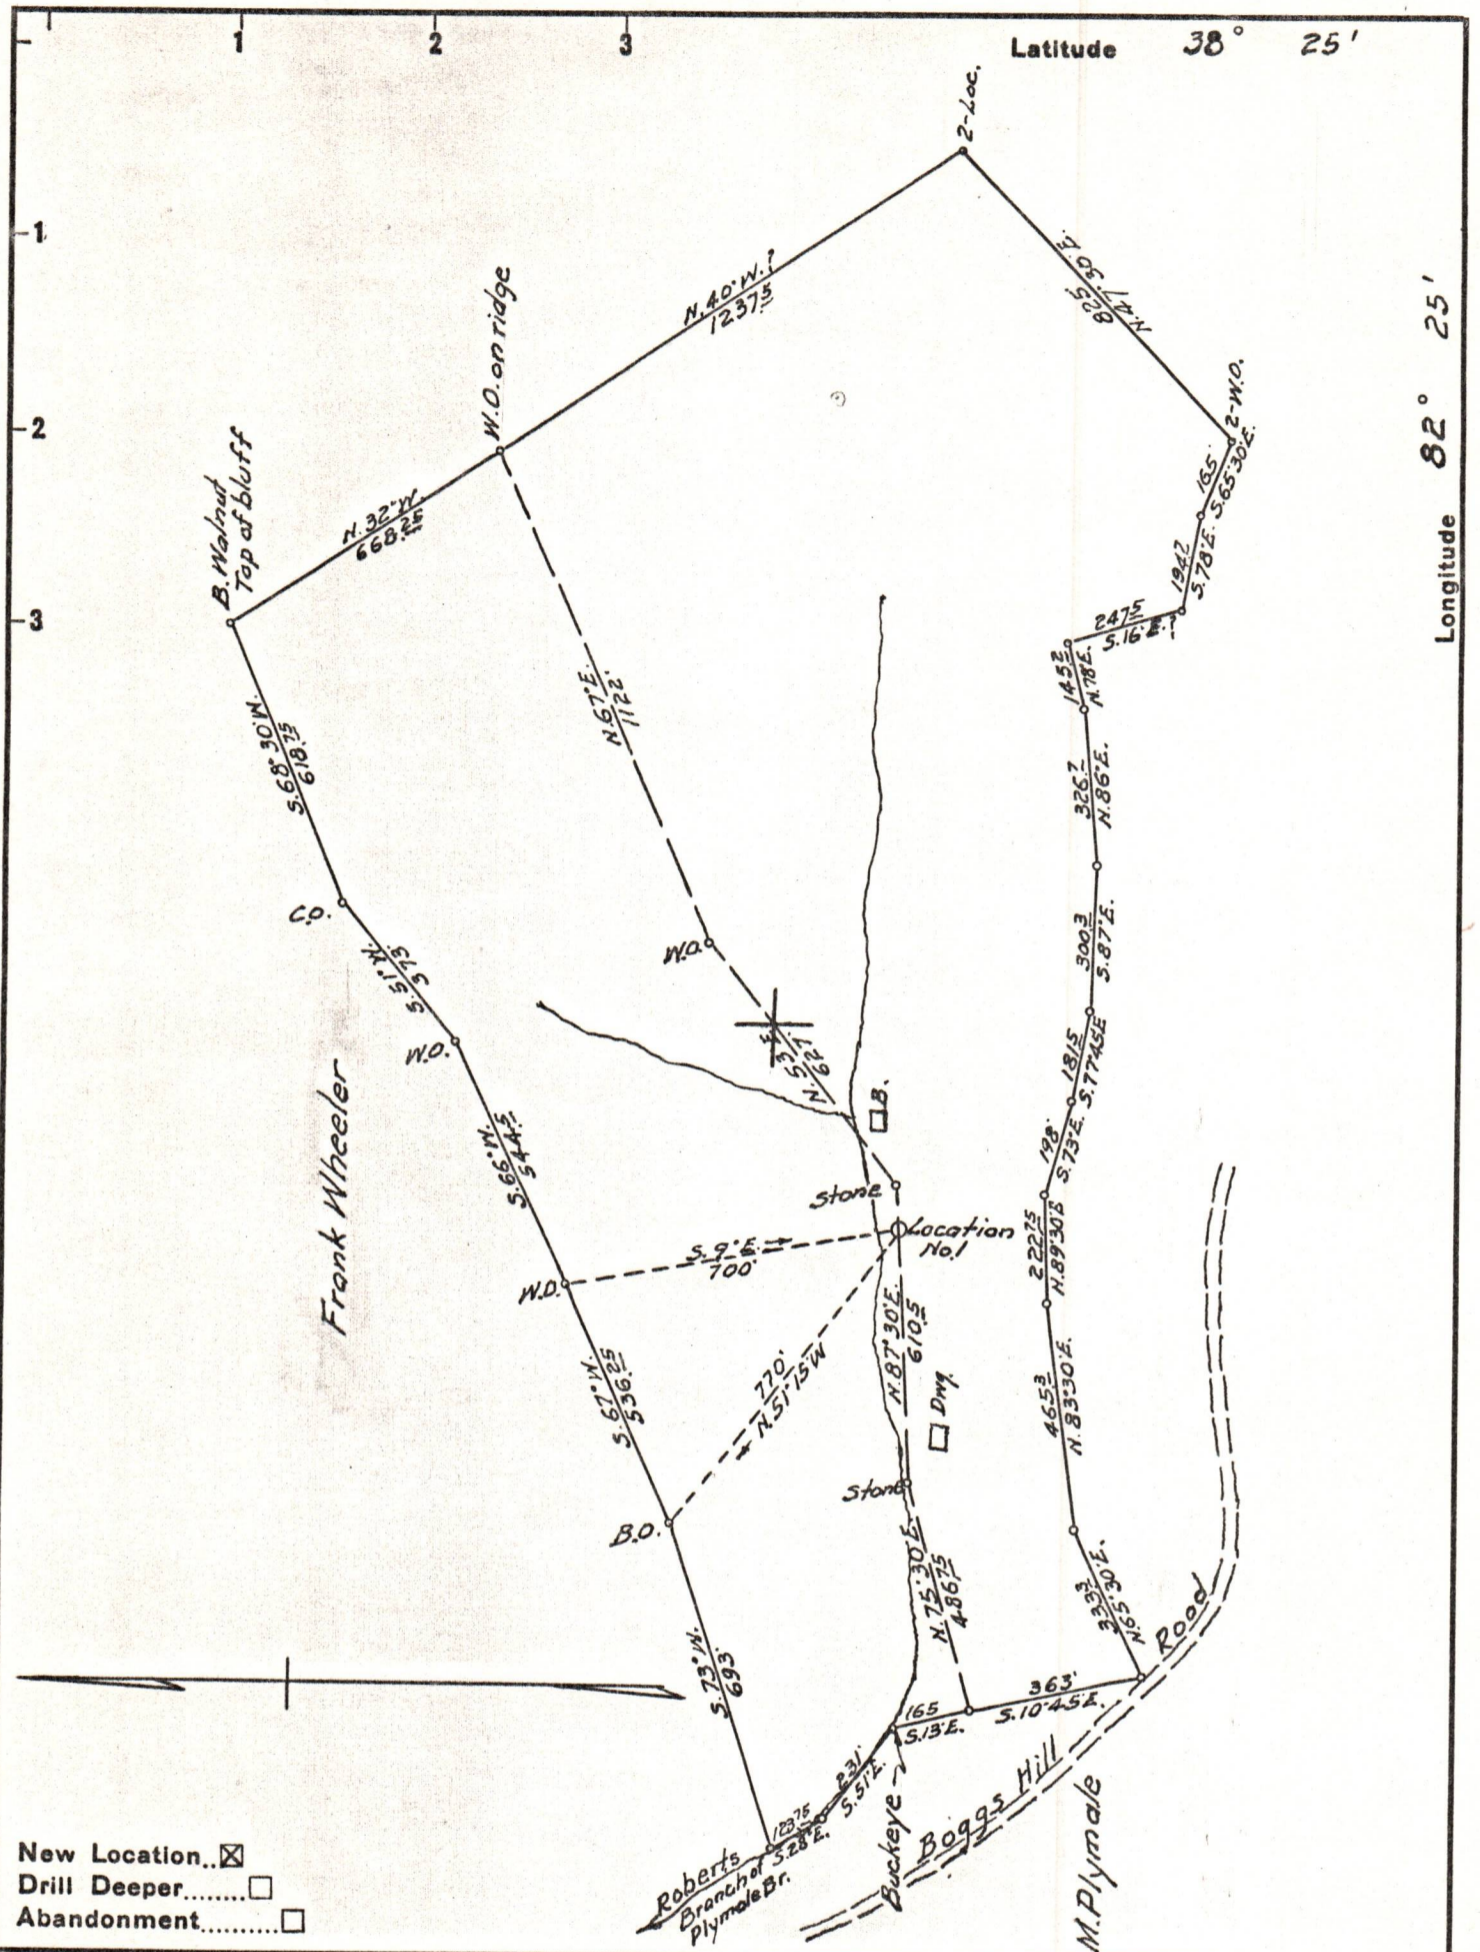 1
2
3
Latitude 38° 25'
1
2
3
Longitude 82° 25'
2-Loc.
N. 40° W. ?
1237.5
N. 47° 30' E.
825'
2-W.O.
W.O. on ridge
B. Walnut
Top of bluff
N. 32° W.
668.25
165'
S. 65° 30' E.
194.7
S. 78° E.
247.5
S. 16° E. ?
145.2
N. 78° E.
S. 68° 30' W.
618.75
N. 67° E.
1122'
326.7
N. 86° E.
C.O.
S. 51° W.
373'
W.O.
300.3
S. 87° E.
W.O.
N. 53° E.
627'
B.
181.5
S. 77° 45' E
198'
S. 73° E.
Frank Wheeler
S. 66° W.
544.5
Stone
Location
No. 1
S. 9° E.
700'
W.O.
222.75
N. 89° 30' E
N. 87° 30' E.
610.5
770'
N. 51° 15' W
S. 67° W.
536.25
Dwg.
465.3
N. 83° 30' E.
Stone
B.O.
N. 75° 30' E.
486.75
333.3
N. 65° 30' E.
Road
S. 73° W.
693'
363'
S. 10° 45' E.
165
S. 13° E.
231'
S. 51° E.
123.75
S. 28° E.
Roberts
Branch of
Plymale Br.
Buckeye
Boggs Hill
M. Plymale
New Location..☒
Drill Deeper........☐
Abandonment..........☐